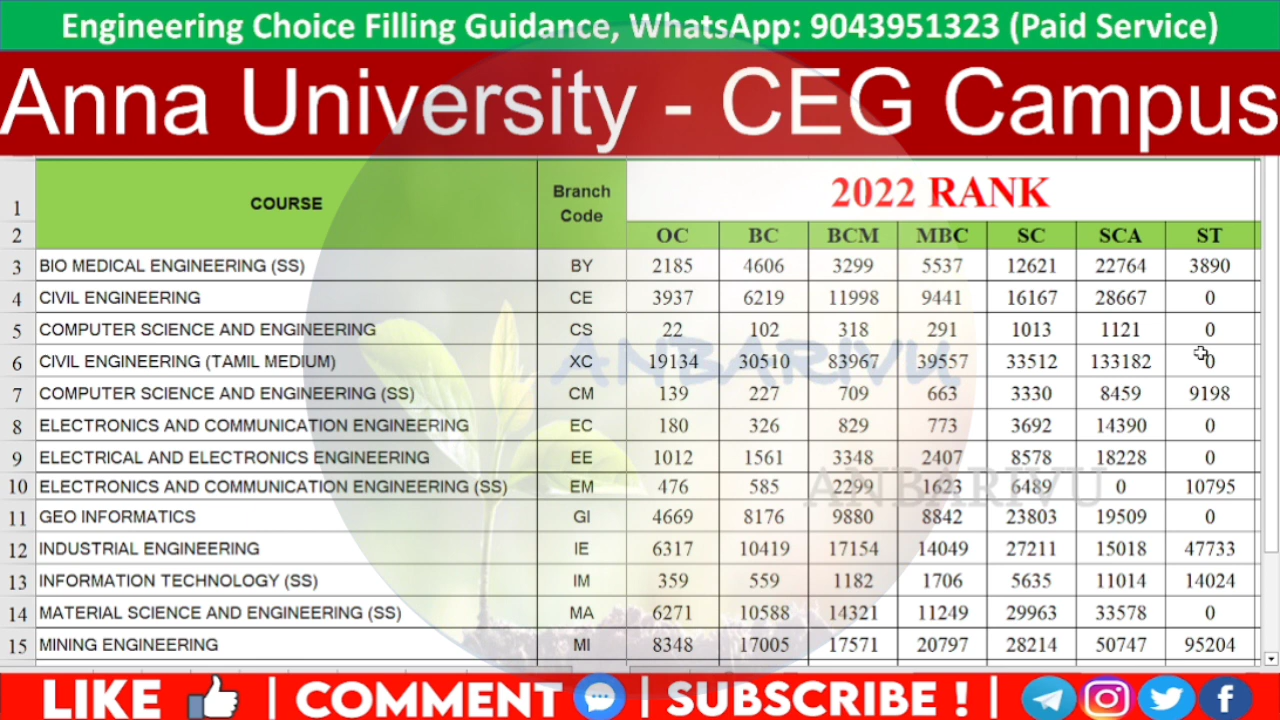 Engineering Choice Filling Guidance, WhatsApp: 9043951323 (Paid Service)
Anna University - CEG Campus
1 COURSE Branch Code 2022 RANK
2 OC BC BCM MBC SC SCA ST
3 BIO MEDICAL ENGINEERING (SS) BY 2185 4606 3299 5537 12621 22764 3890
4 CIVIL ENGINEERING CE 3937 6219 11998 9441 16167 28667 0
5 COMPUTER SCIENCE AND ENGINEERING CS 22 102 318 291 1013 1121 0
6 CIVIL ENGINEERING (TAMIL MEDIUM) XC 19134 30510 83967 39557 33512 133182 0
7 COMPUTER SCIENCE AND ENGINEERING (SS) CM 139 227 709 663 3330 8459 9198
8 ELECTRONICS AND COMMUNICATION ENGINEERING EC 180 326 829 773 3692 14390 0
9 ELECTRICAL AND ELECTRONICS ENGINEERING EE 1012 1561 3348 2407 8578 18228 0
10 ELECTRONICS AND COMMUNICATION ENGINEERING (SS) EM 476 585 2299 1623 6489 0 10795
11 GEO INFORMATICS GI 4669 8176 9880 8842 23803 19509 0
12 INDUSTRIAL ENGINEERING IE 6317 10419 17154 14049 27211 15018 47733
13 INFORMATION TECHNOLOGY (SS) IM 359 559 1182 1706 5635 11014 14024
14 MATERIAL SCIENCE AND ENGINEERING (SS) MA 6271 10588 14321 11249 29963 33578 0
15 MINING ENGINEERING MI 8348 17005 17571 20797 28214 50747 95204
ANBARIVU
ANBARIVU
LIKE | COMMENT | SUBSCRIBE ! |